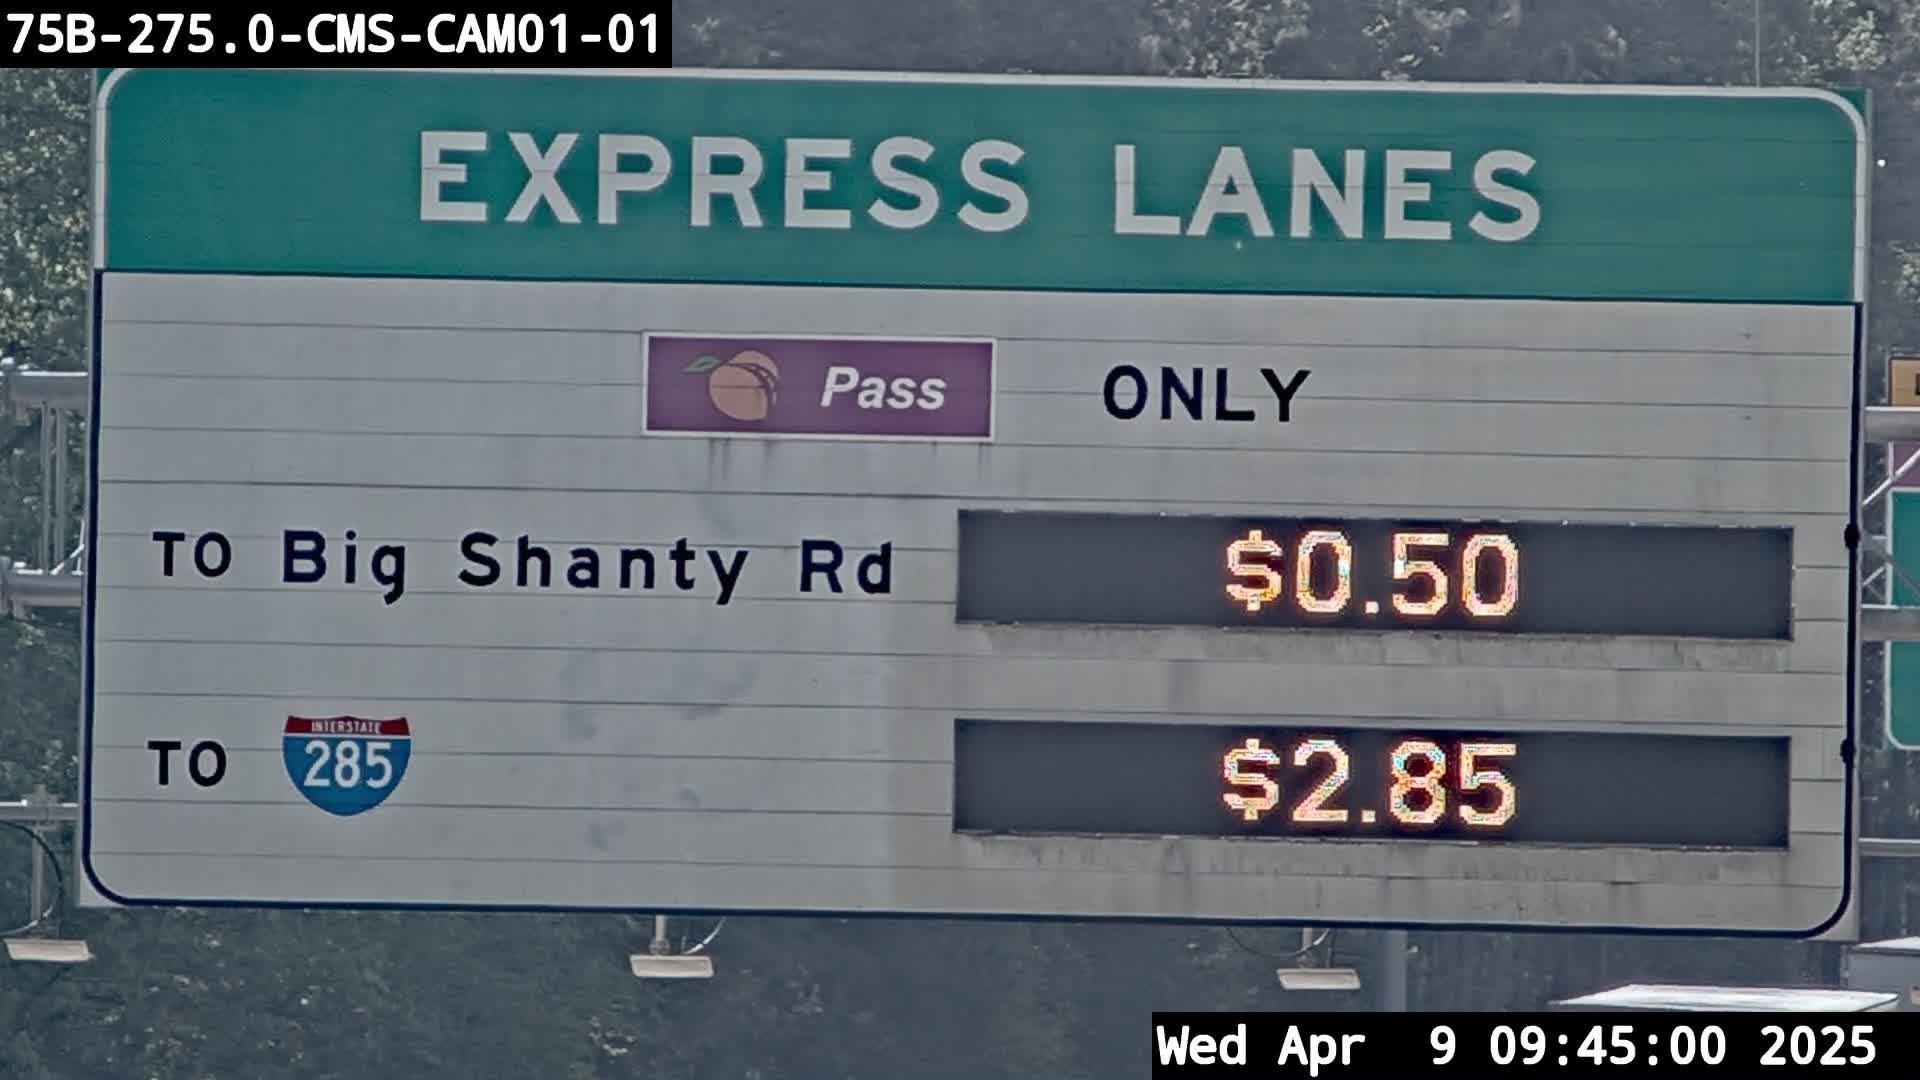 75B-275.0-CMS-CAM01-01
EXPRESS LANES
Pass ONLY
TO Big Shanty Rd $0.50
TO INTERSTATE 285 $2.85
Wed Apr 9 09:45:00 2025